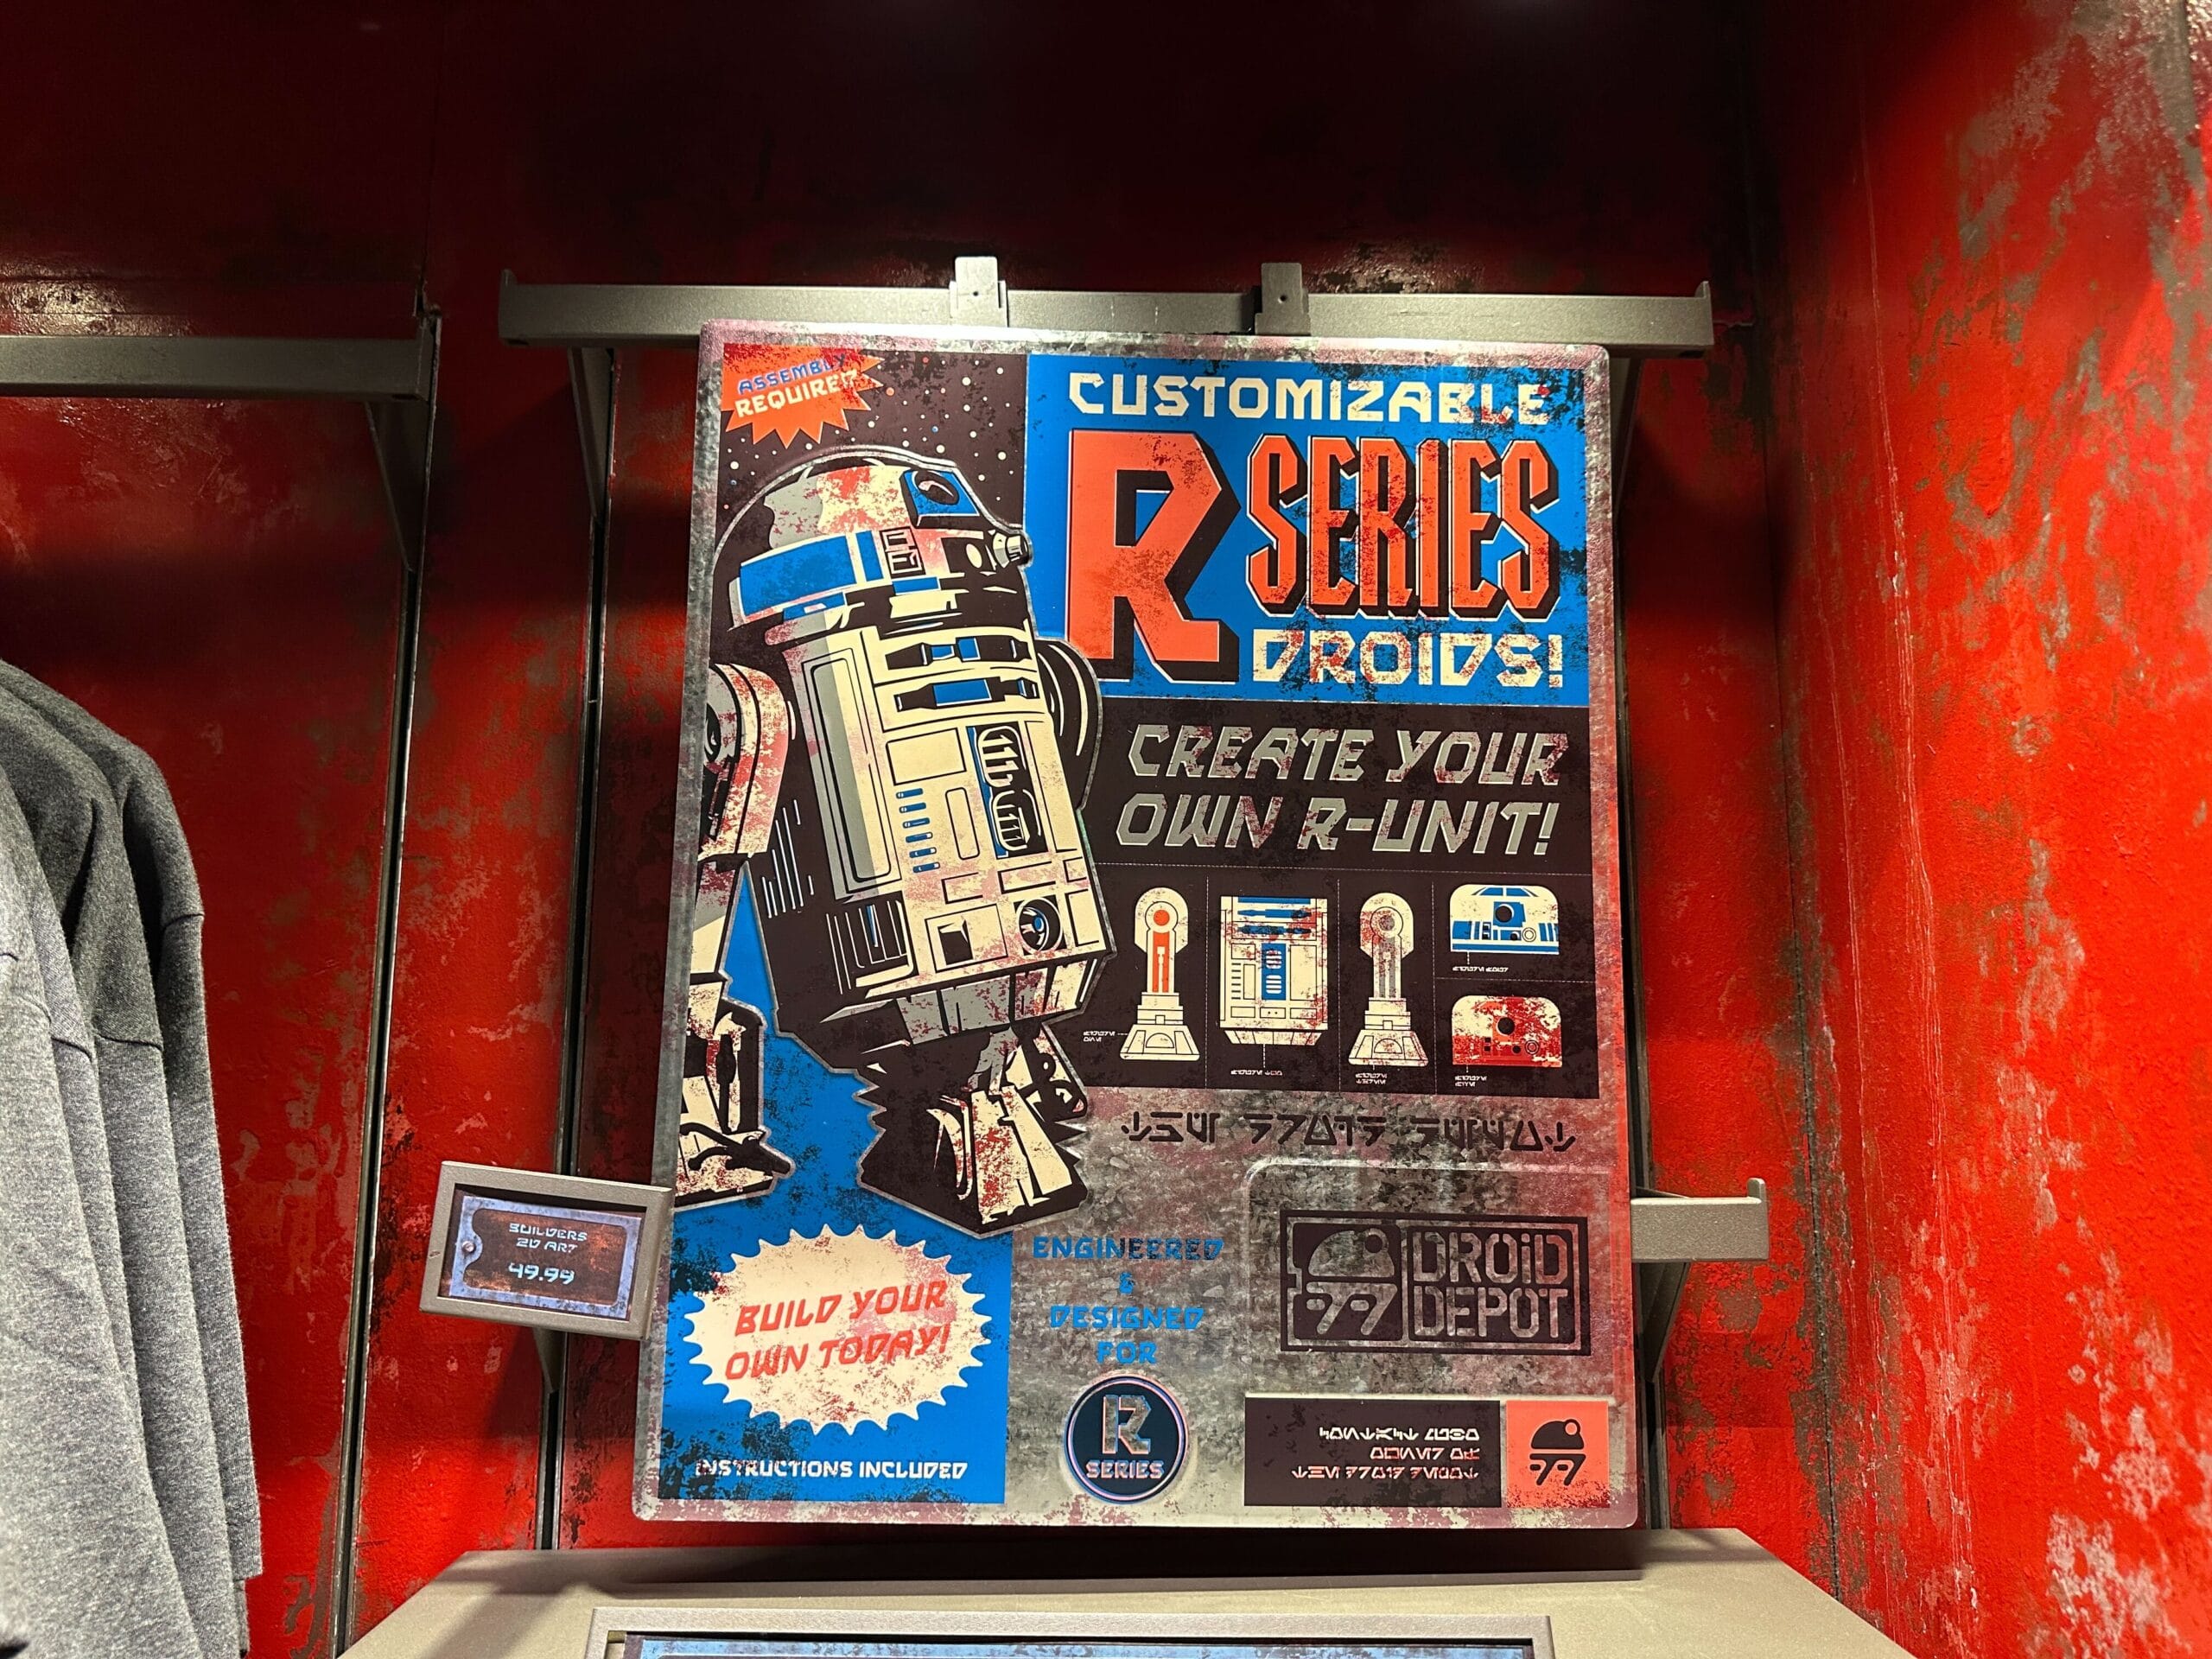 ASSEMBLY
REQUIRED
CUSTOMIZABLE
R SERIES
DROIDS!
CREATE YOUR
OWN R-UNIT!
BUILDERS
2D ART
49.99
BUILD YOUR
OWN TODAY!
INSTRUCTIONS INCLUDED
ENGINEERED
&
DESIGNED
FOR
R
SERIES
DROID
DEPOT